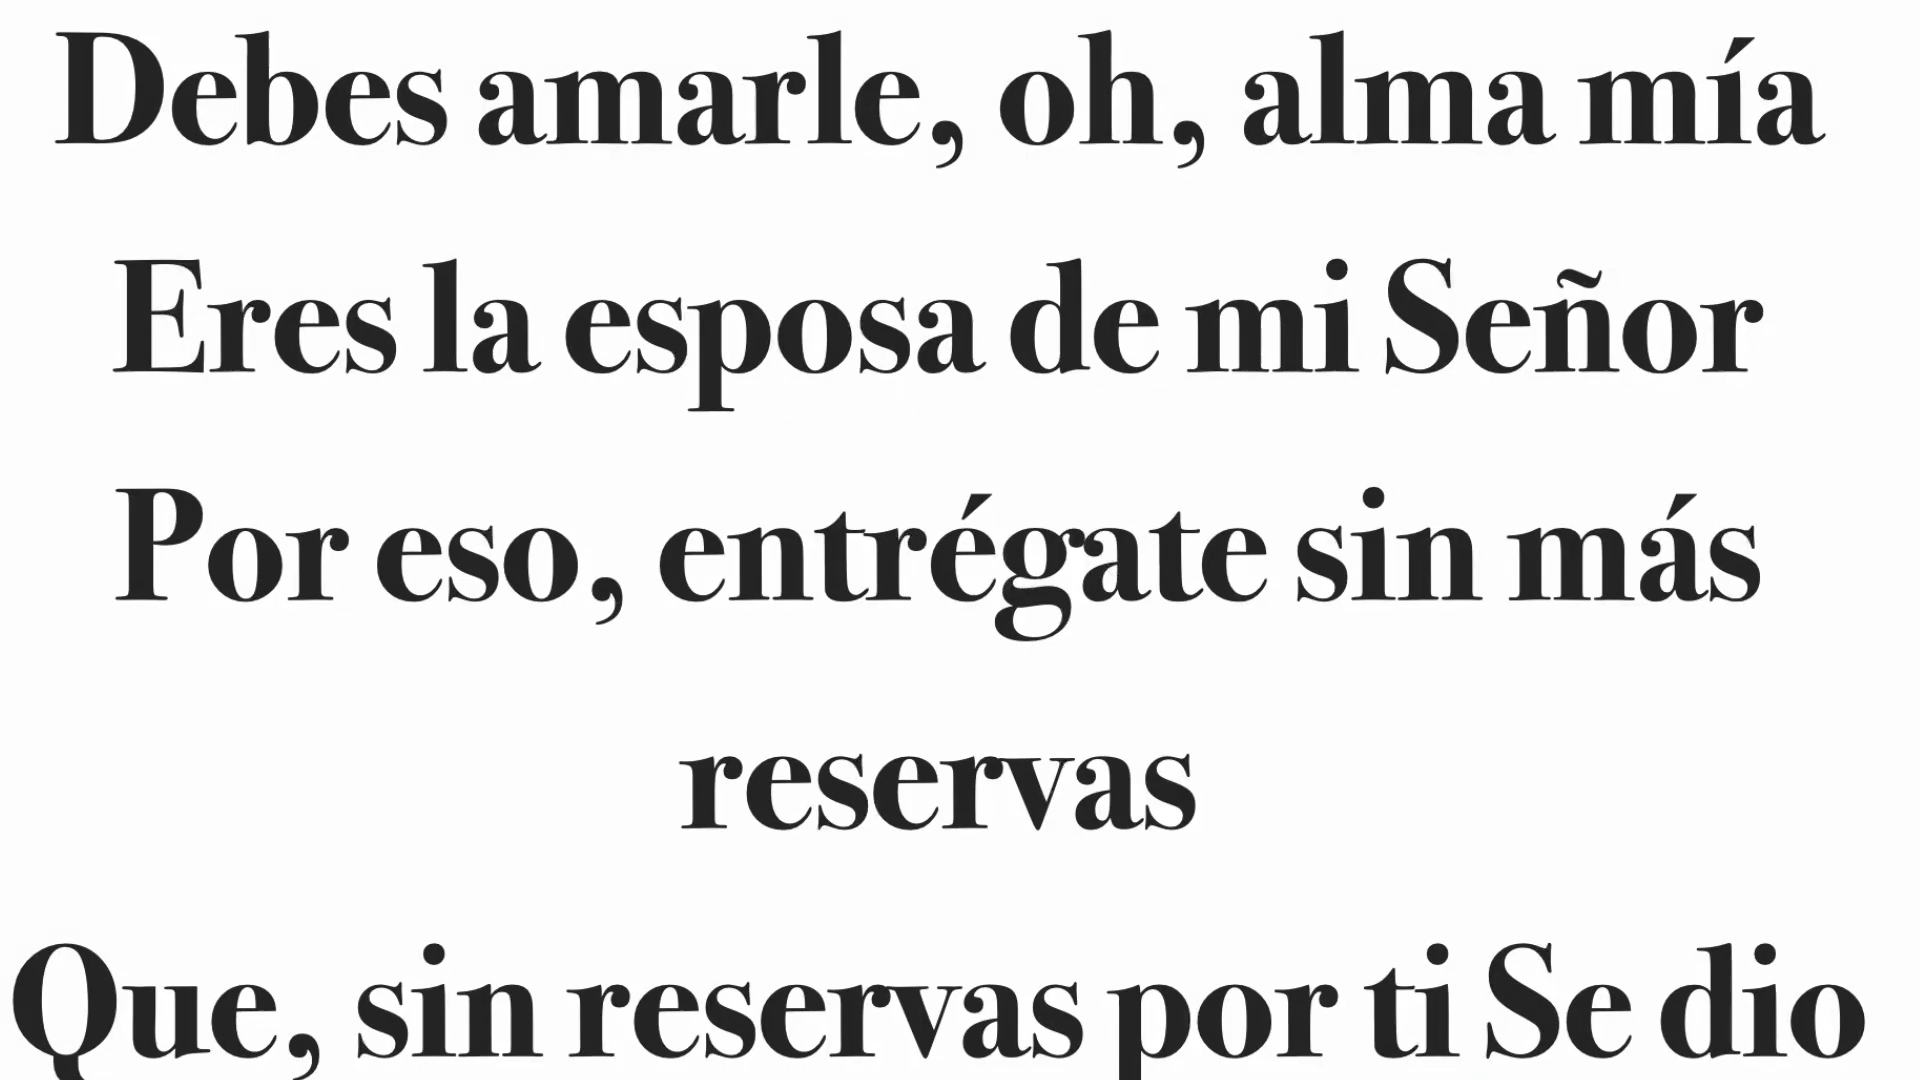 Debes amarle, oh, alma mía
Eres la esposa de mi Señor
Por eso, entrégate sin más
reservas
Que, sin reservas por ti Se dio